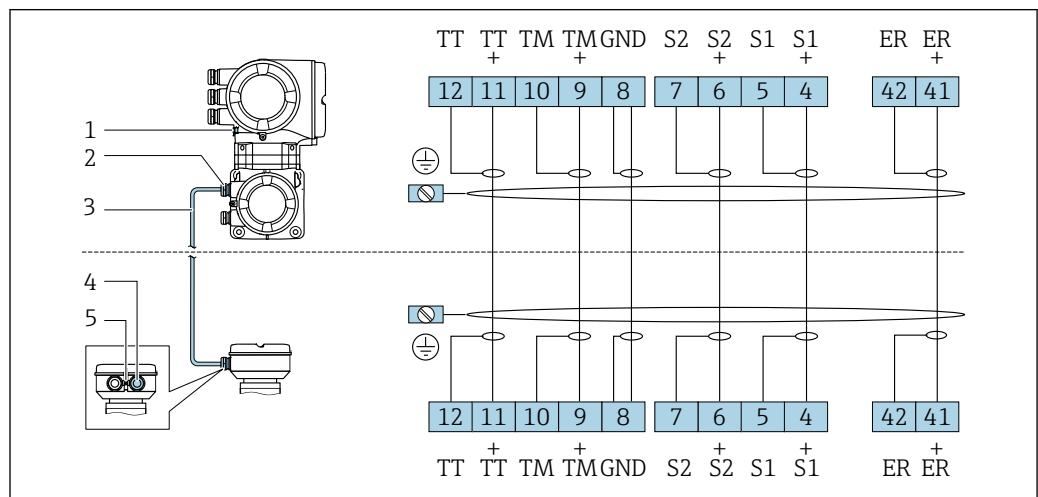 TT TT TM TM GND S2 S2 S1 S1 ER ER
+ + + + +
12 11 10 9 8 7 6 5 4 42 41
1
2
3
4
5
12 11 10 9 8 7 6 5 4 42 41
+ + + + +
TT TT TM TM GND S2 S2 S1 S1 ER ER